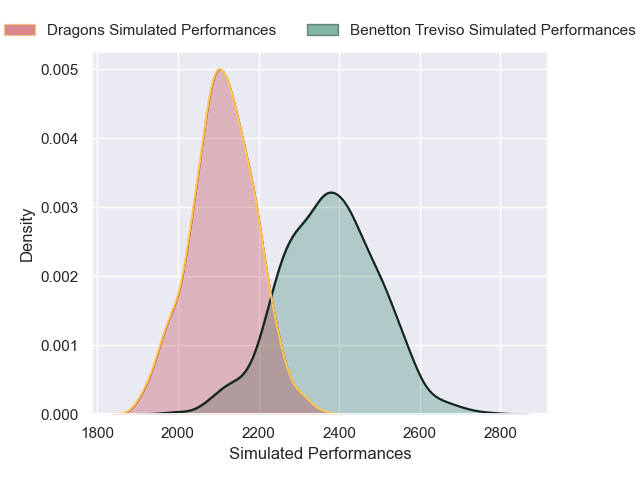 Dragons Simulated Performances
Benetton Treviso Simulated Performances
0.005
0.004
0.003
0.002
0.001
0.000
Density
1800 2000 2200 2400 2600 2800
Simulated Performances